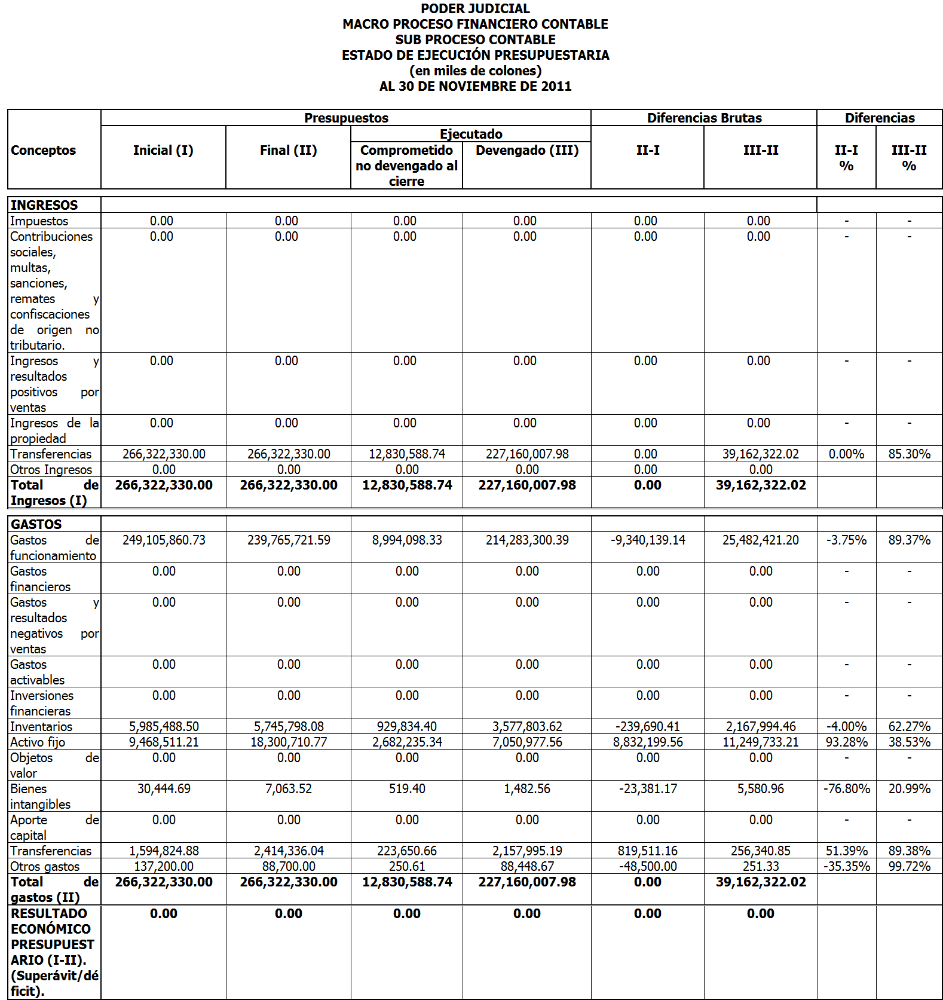 PODER JUDICIAL
MACRO PROCESO FINANCIERO CONTABLE
SUB PROCESO CONTABLE
ESTADO DE EJECUCIÓN PRESUPUESTARIA
(en miles de colones)
AL 30 DE NOVIEMBRE DE 2011
Presupuestos Diferencias Brutas Diferencias
Ejecutado
Conceptos Inicial (I) Final (II) Comprometido Devengado (III) II-I III-II II-I III-II
no devengado al % %
cierre
INGRESOS
Impuestos 0.00 0.00 0.00 0.00 0.00 0.00 - -
Contribuciones 0.00 0.00 0.00 0.00 0.00 0.00 - -
sociales,
multas,
sanciones,
remates y
confiscaciones
de origen no
tributario.
Ingresos y 0.00 0.00 0.00 0.00 0.00 0.00 - -
resultados
positivos por
ventas
Ingresos de la 0.00 0.00 0.00 0.00 0.00 0.00 - -
propiedad
Transferencias 266,322,330.00 266,322,330.00 12,830,588.74 227,160,007.98 0.00 39,162,322.02 0.00% 85.30%
Otros Ingresos 0.00 0.00 0.00 0.00 0.00 0.00
Total de 266,322,330.00 266,322,330.00 12,830,588.74 227,160,007.98 0.00 39,162,322.02
Ingresos (I)
GASTOS
Gastos de 249,105,860.73 239,765,721.59 8,994,098.33 214,283,300.39 -9,340,139.14 25,482,421.20 -3.75% 89.37%
funcionamiento
Gastos 0.00 0.00 0.00 0.00 0.00 0.00 - -
financieros
Gastos y 0.00 0.00 0.00 0.00 0.00 0.00 - -
resultados
negativos por
ventas
Gastos 0.00 0.00 0.00 0.00 0.00 0.00 - -
activables
Inversiones 0.00 0.00 0.00 0.00 0.00 0.00 - -
financieras
Inventarios 5,985,488.50 5,745,798.08 929,834.40 3,577,803.62 -239,690.41 2,167,994.46 -4.00% 62.27%
Activo fijo 9,468,511.21 18,300,710.77 2,682,235.34 7,050,977.56 8,832,199.56 11,249,733.21 93.28% 38.53%
Objetos de 0.00 0.00 0.00 0.00 0.00 0.00 - -
valor
Bienes 30,444.69 7,063.52 519.40 1,482.56 -23,381.17 5,580.96 -76.80% 20.99%
intangibles
Aporte de 0.00 0.00 0.00 0.00 0.00 0.00 - -
capital
Transferencias 1,594,824.88 2,414,336.04 223,650.66 2,157,995.19 819,511.16 256,340.85 51.39% 89.38%
Otros gastos 137,200.00 88,700.00 250.61 88,448.67 -48,500.00 251.33 -35.35% 99.72%
Total de 266,322,330.00 266,322,330.00 12,830,588.74 227,160,007.98 0.00 39,162,322.02
gastos (II)
RESULTADO 0.00 0.00 0.00 0.00 0.00 0.00
ECONÓMICO
PRESUPUEST
ARIO (I-II).
(Superávit/dé
ficit).